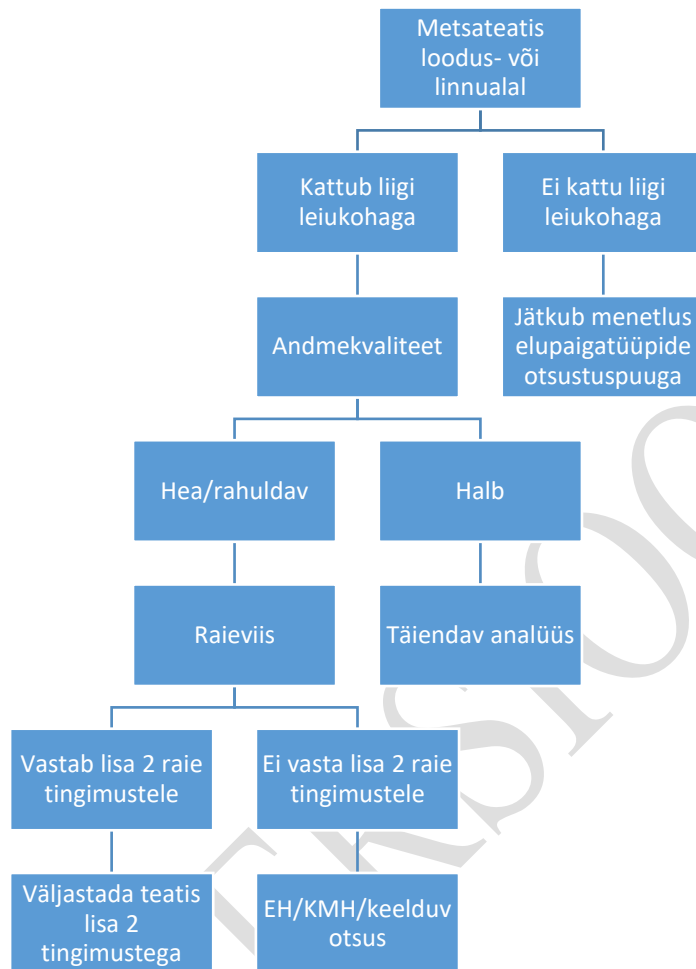 Metsateatis
loodus- või
linnualal
Kattub liigi
leiukohaga
Ei kattu liigi
leiukohaga
Andmekvaliteet
Jätkub menetlus
elupaigatüüpide
otsustuspuuga
Hea/rahuldav
Halb
Raieviis
Täiendav analüüs
Vastab lisa 2 raie
tingimustele
Ei vasta lisa 2 raie
tingimustele
Väljastada teatis
lisa 2
tingimustega
EH/KMH/keelduv
otsus